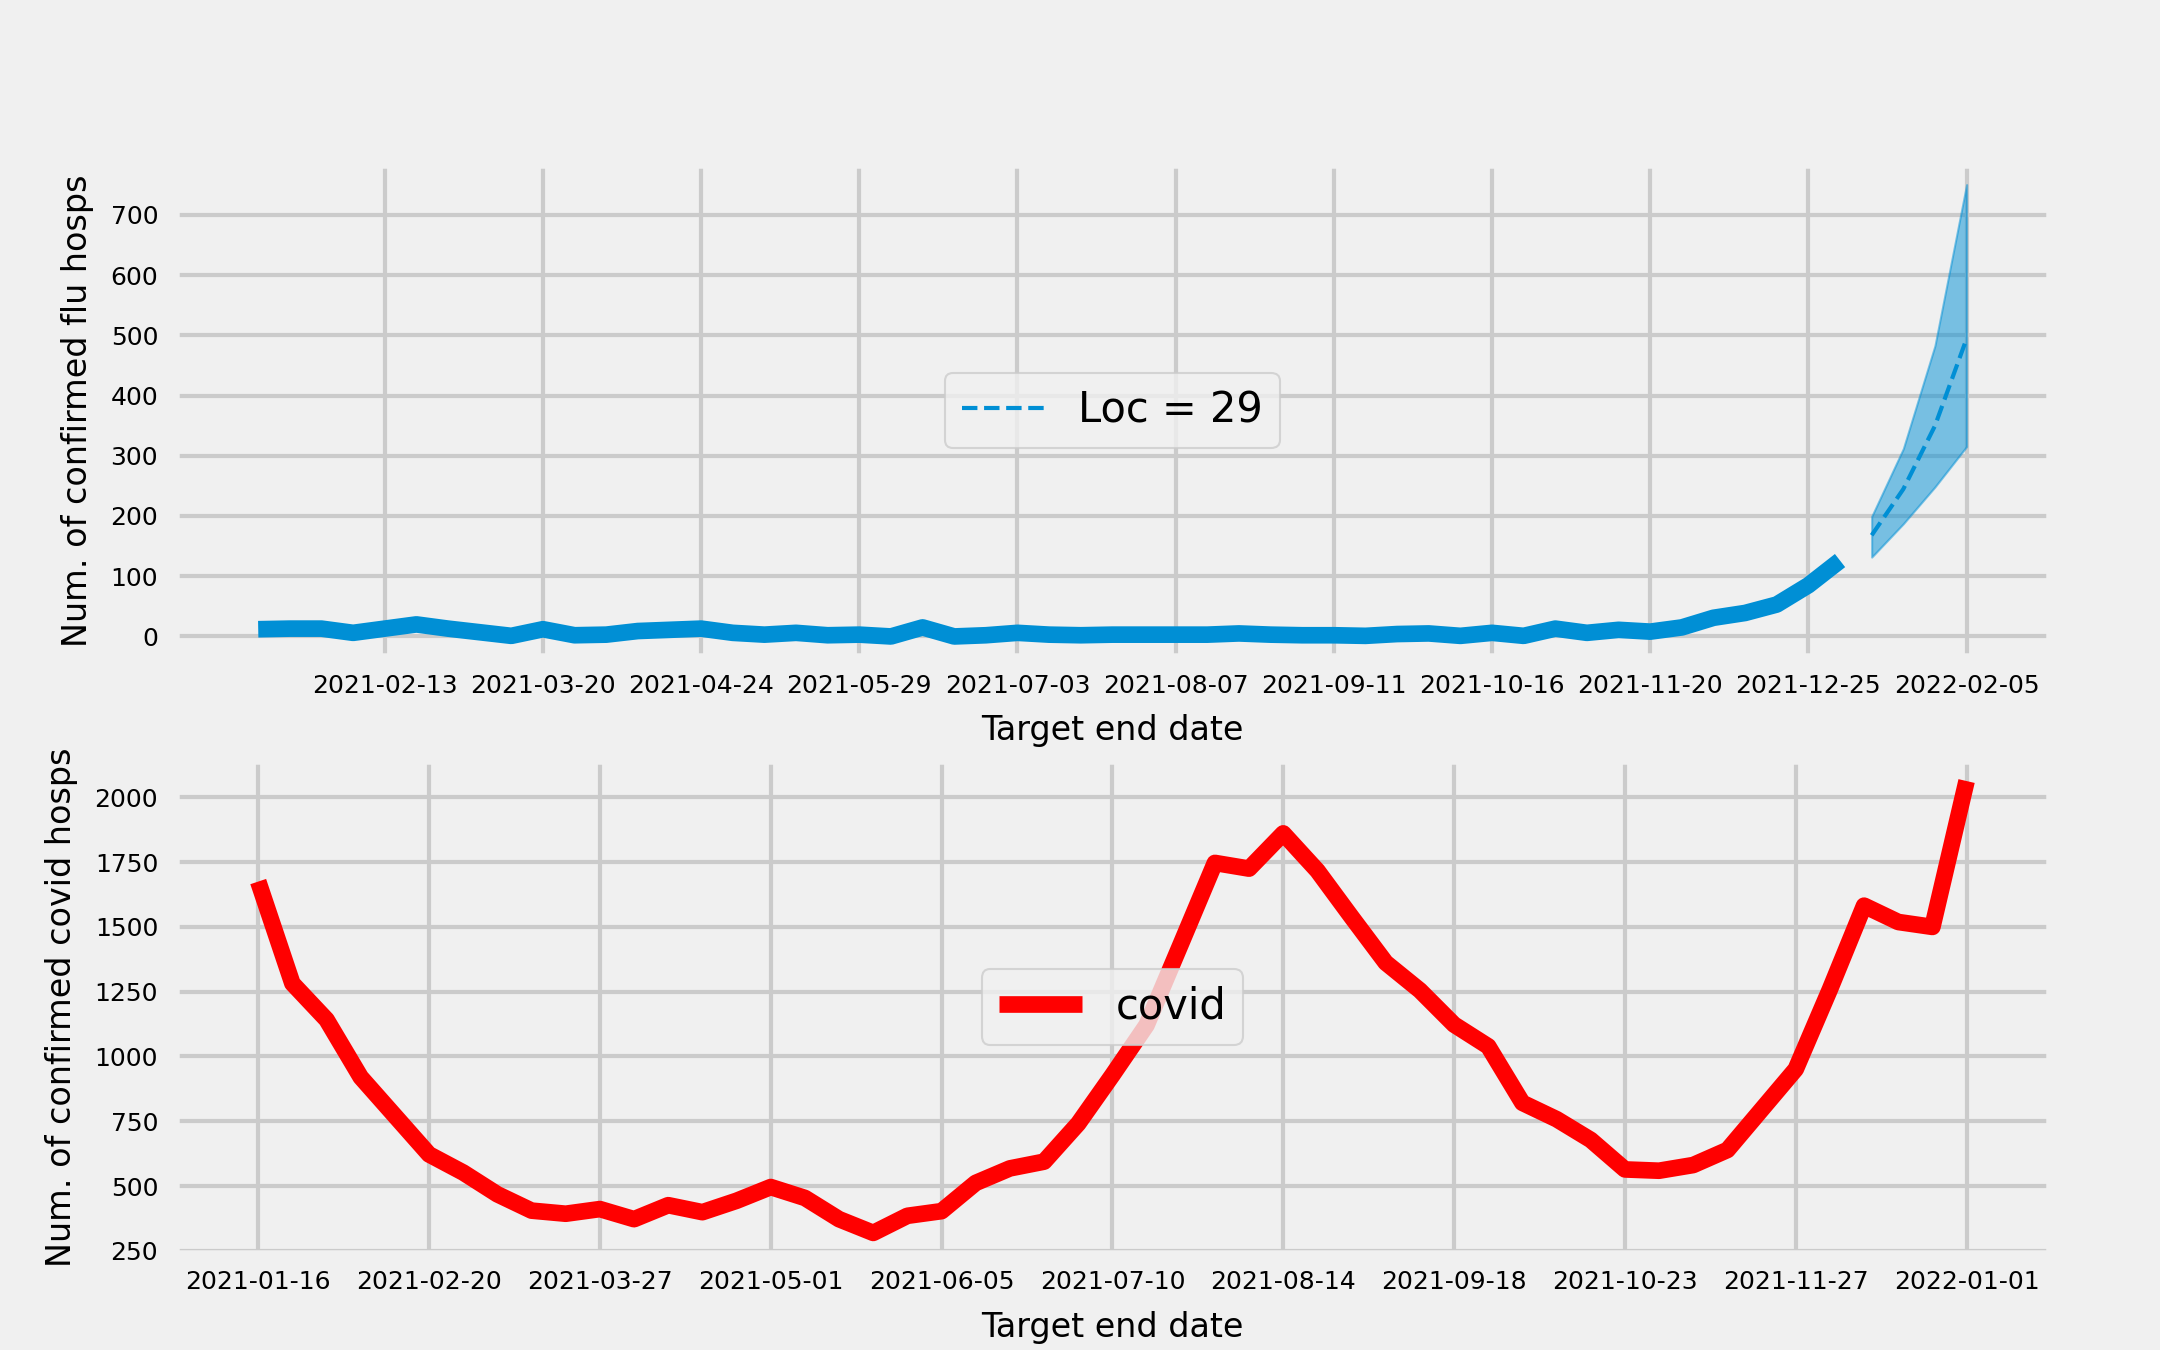 Num. of confirmed flu hosps
700
600
500
400
300
200
100
0
Loc = 29
2021-02-13 2021-03-20 2021-04-24 2021-05-29 2021-07-03 2021-08-07 2021-09-11 2021-10-16 2021-11-20 2021-12-25 2022-02-05
Target end date
Num. of confirmed covid hosps
2000
1750
1500
1250
1000
750
500
250
covid
2021-01-16 2021-02-20 2021-03-27 2021-05-01 2021-06-05 2021-07-10 2021-08-14 2021-09-18 2021-10-23 2021-11-27 2022-01-01
Target end date